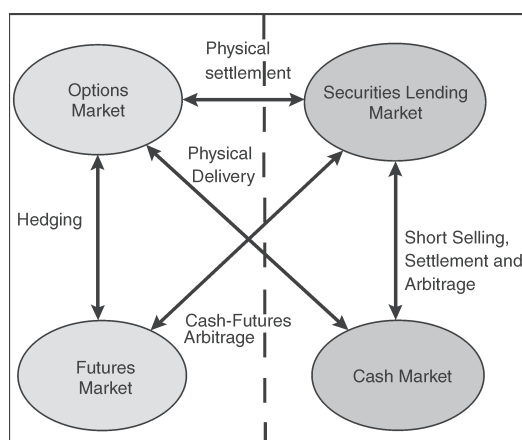 Physical
settlement
Options
Market
Securities Lending
Market
Physical
Delivery
Hedging
Short Selling,
Settlement and
Arbitrage
Cash-Futures
Arbitrage
Futures
Market
Cash Market